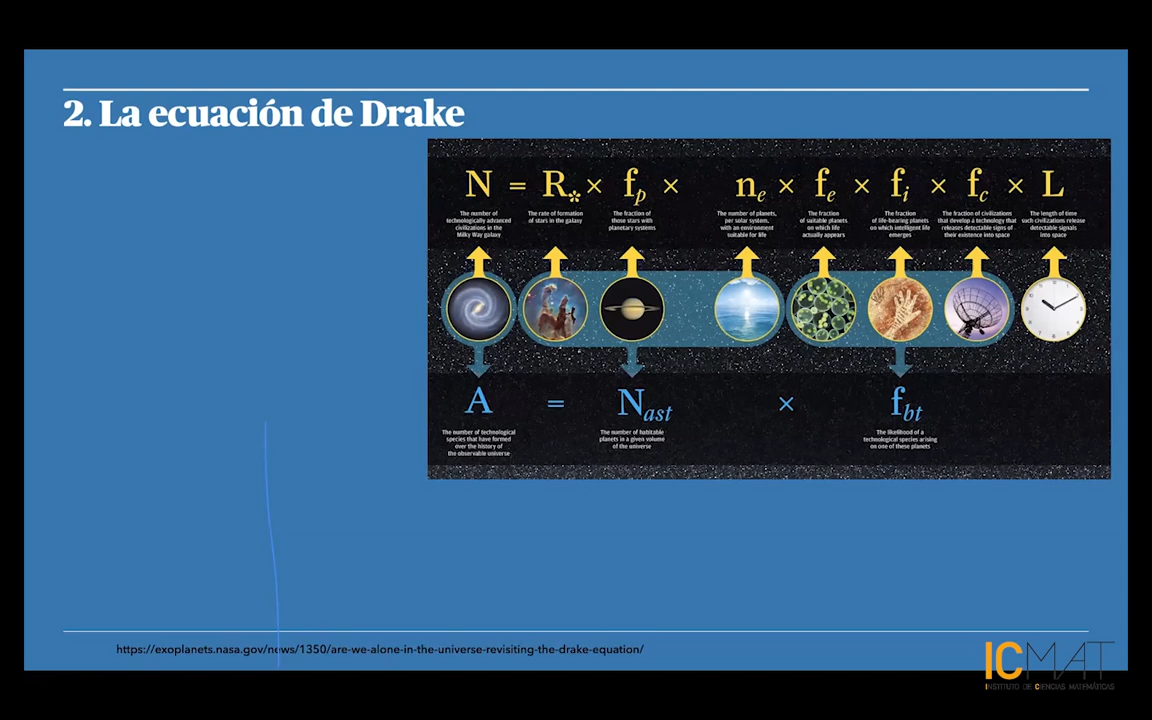 2. La ecuación de Drake
N = R* × fp × ne × fe × fi × fc × L
The number of
technologically advanced
civilizations in the
Milky Way galaxy
The rate of formation
of stars in the galaxy
The fraction of
those stars with
planetary systems
The number of planets,
per solar system,
with an environment
suitable for life
The fraction
of suitable planets
on which life
actually appears
The fraction
of life-bearing planets
on which intelligent life
emerges
The fraction of civilizations
that develop a technology that
releases detectable signs of
their existence into space
The length of time
such civilizations release
detectable signals
into space
A = Nast × fbt
The number of technological
species that have formed
over the history of
the observable universe
The number of habitable
planets in a given volume
of the universe
The likelihood of a
technological species arising
on one of these planets
https://exoplanets.nasa.gov/news/1350/are-we-alone-in-the-universe-revisiting-the-drake-equation/
ICMAT
INSTITUTO DE CIENCIAS MATEMÁTICAS